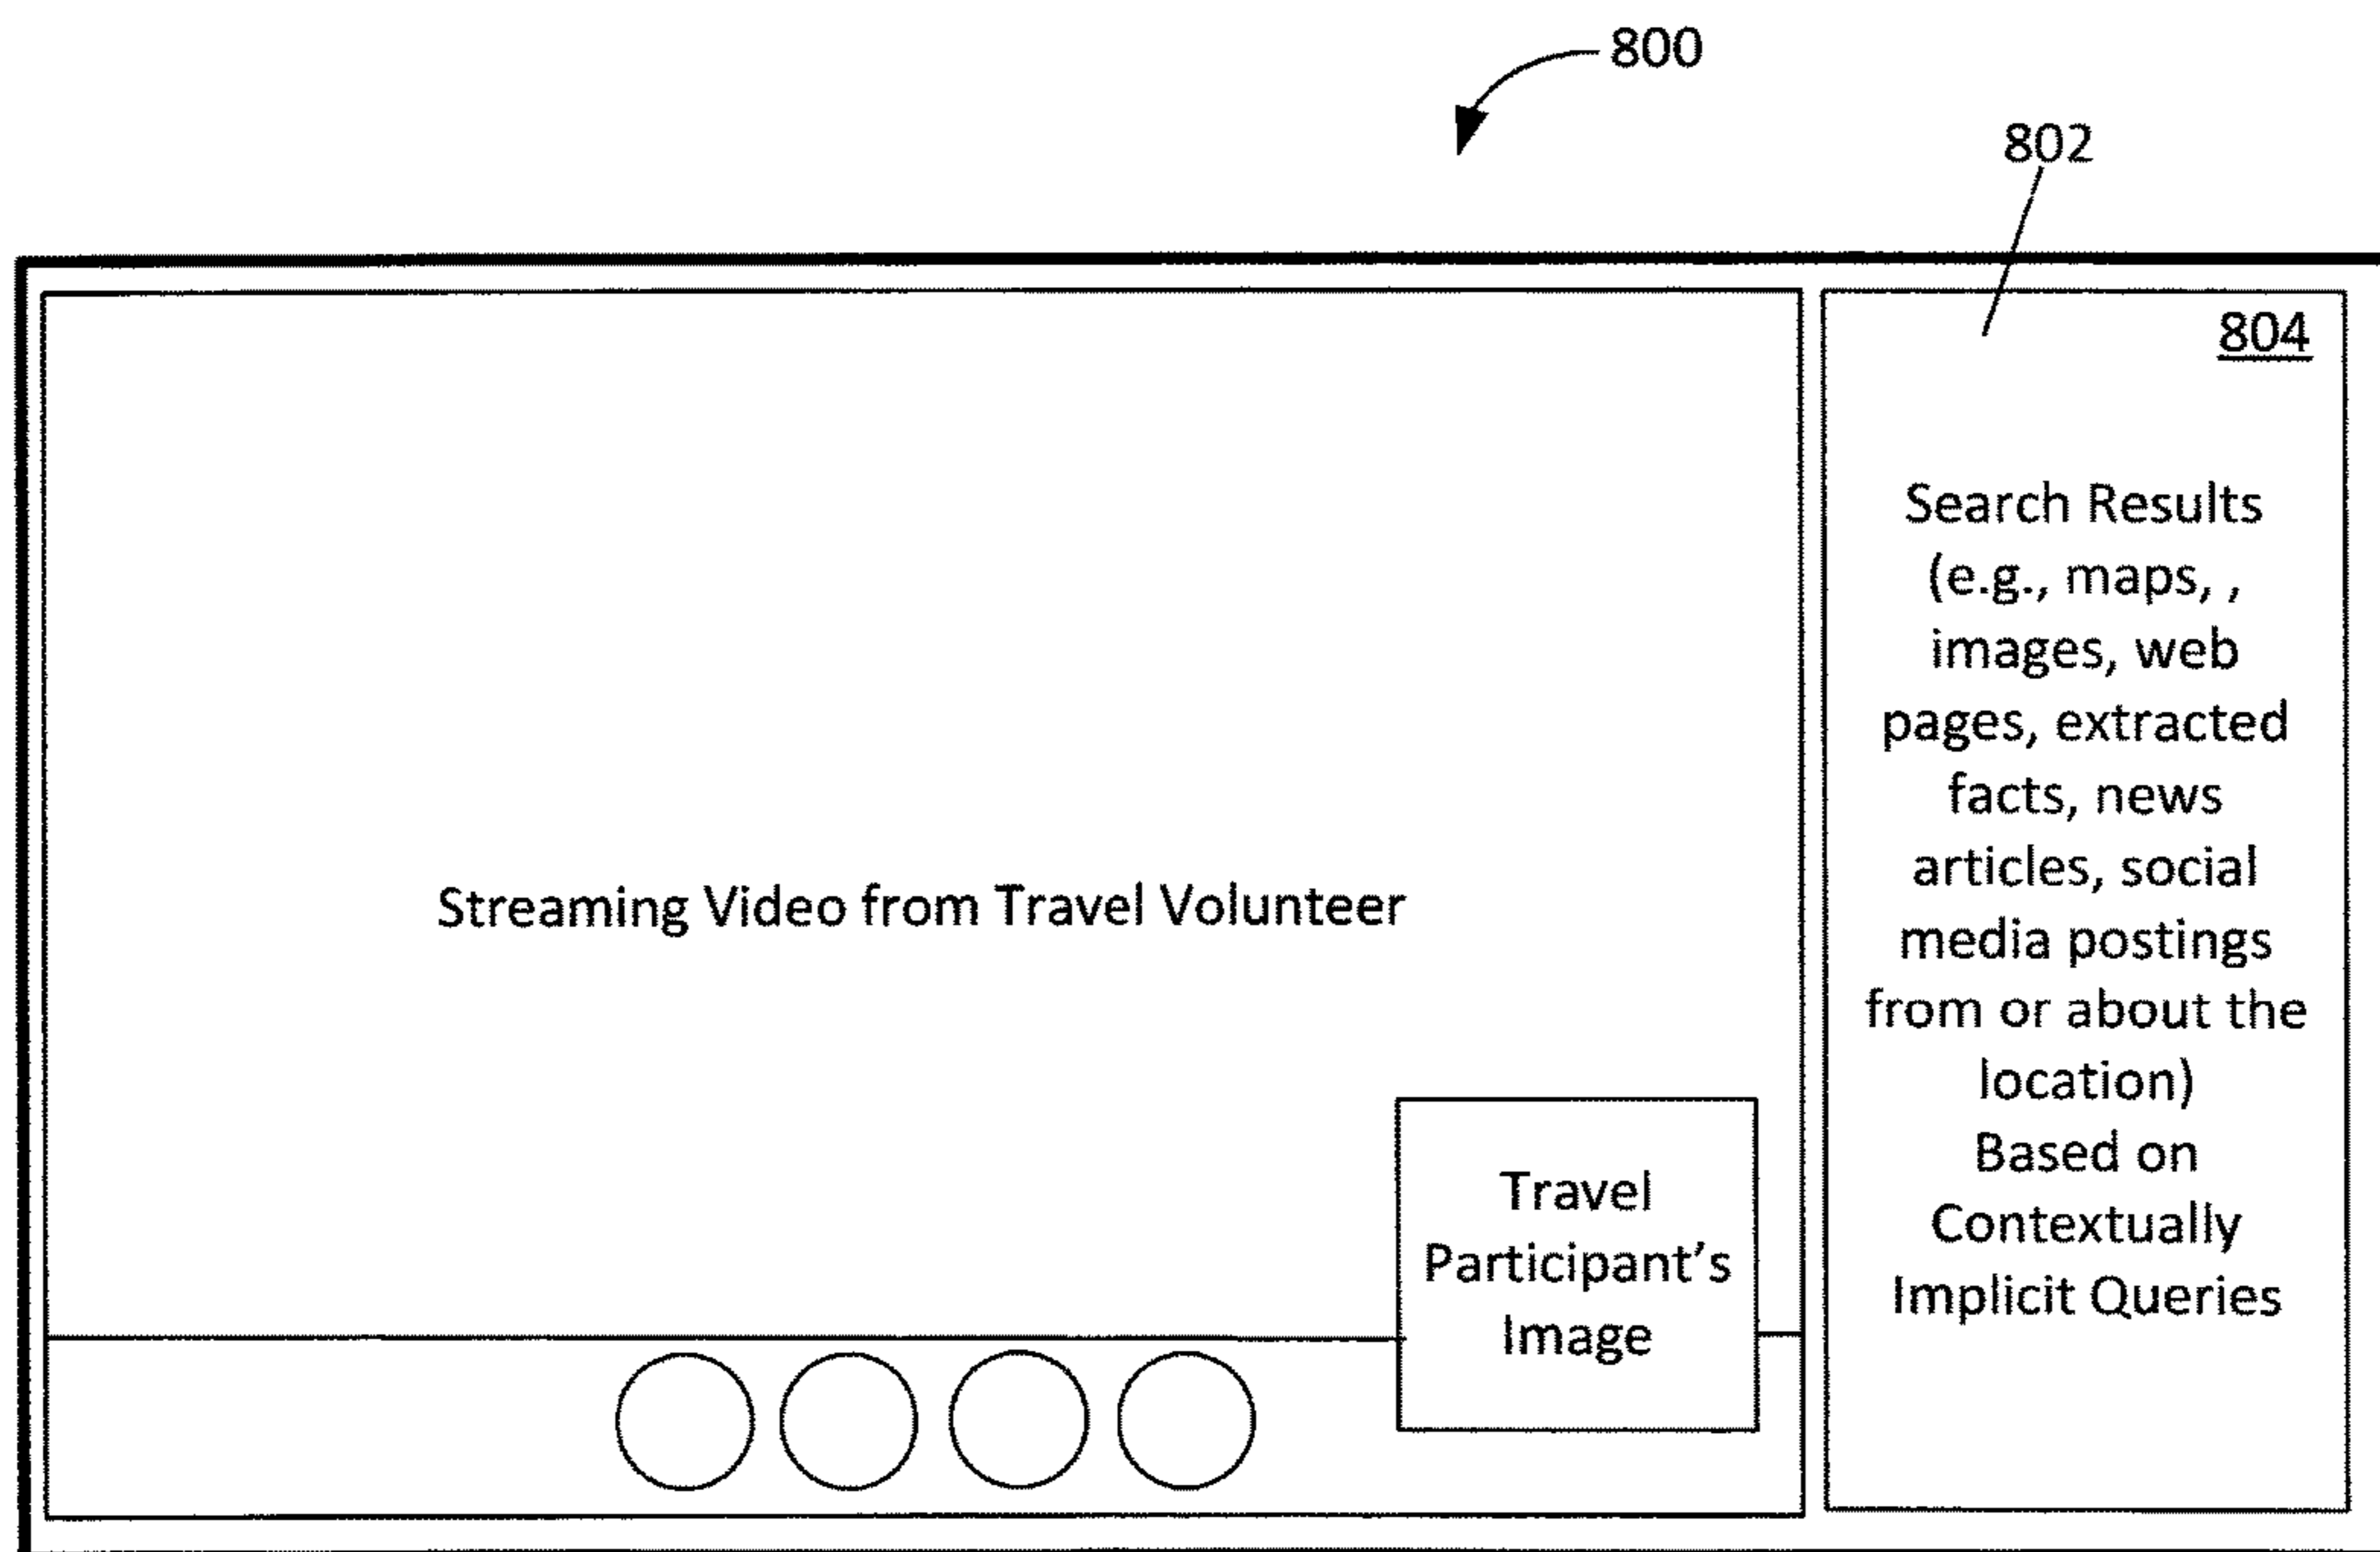 800
802
804
Streaming Video from Travel Volunteer
Travel
Participant's
Image
Search Results
(e.g., maps, ,
images, web
pages, extracted
facts, news
articles, social
media postings
from or about the
location)
Based on
Contextually
Implicit Queries